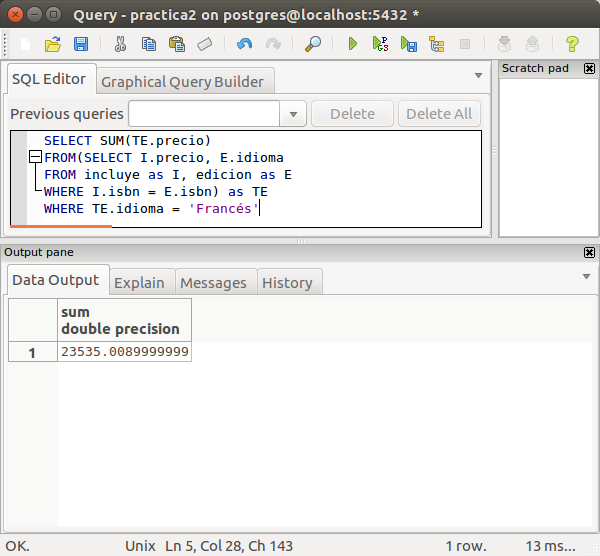 Query - practica2 on postgres@localhost:5432 *
SQL Editor
Graphical Query Builder
Scratch pad
Previous queries
Delete
Delete All
SELECT SUM(TE.precio)
FROM(SELECT I.precio, E.idioma
FROM incluye as I, edicion as E
WHERE I.isbn = E.isbn) as TE
WHERE TE.idioma = 'Francés'
Output pane
Data Output
Explain
Messages
History
sum
double precision
1 23535.0089999999
OK.
Unix
Ln 5, Col 28, Ch 143
1 row.
13 ms...